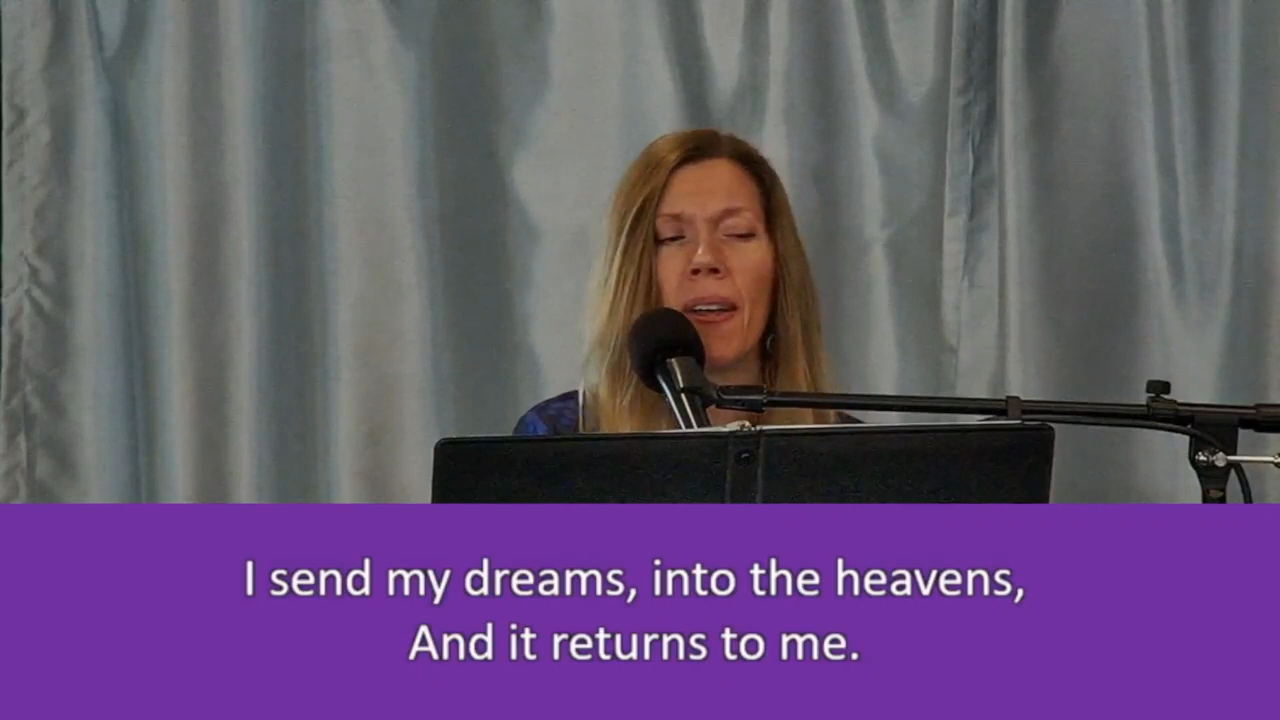 I send my dreams, into the heavens,
And it returns to me.